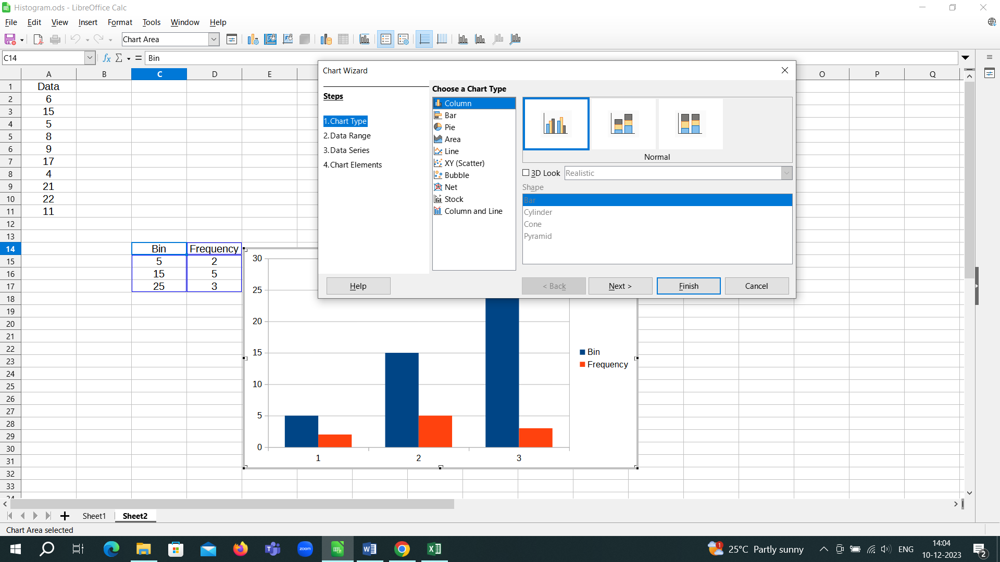 Histogram.ods - LibreOffice Calc
File Edit View Insert Format Tools Window Help
Chart Area
C14
fx Σ = Bin
A B C D E O P Q
1 Data
2 6
3 15
4 5
5 8
6 9
7 17
8 4
9 21
10 22
11 11
12
13
14 Bin Frequency
15 5 2
16 15 5
17 25 3
18
19
20
21
22
23
24
25
26
27
28
29
30
31
32
33
34
Chart Wizard
Steps
1.Chart Type
2.Data Range
3.Data Series
4.Chart Elements
Choose a Chart Type
Column
Bar
Pie
Area
Line
XY (Scatter)
Bubble
Net
Stock
Column and Line
Normal
3D Look Realistic
Shape
Bar
Cylinder
Cone
Pyramid
Help < Back Next > Finish Cancel
30
25
20
15
10
5
0
1 2 3
Bin
Frequency
Sheet1 Sheet2
Chart Area selected
zoom
1
25°C Partly sunny
ENG
14:04
10-12-2023
2